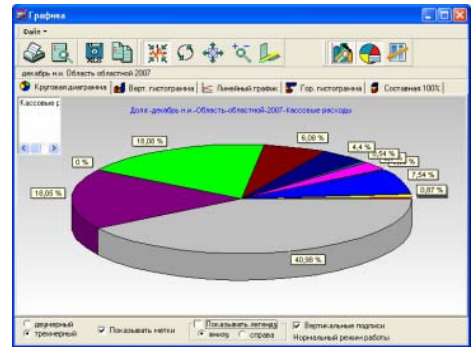 Графика
Файл
декабрь н.и. Область областной 2007
Круговая диаграмма Верт. гистограмма Линейный график Гор. гистограмма Составная 100%
Кассовые р
Доля -декабрь н.и.-Область-областной-2007-Кассовые расходы
6,08 %
18,08 %
4,4 %
0 %
7,54 %
18,05 %
0,87 %
40,98 %
двумерный
трехмерный
Показывать метки
Показывать легенду
внизу справа
Вертикальные подписи
Нормальный режим работы